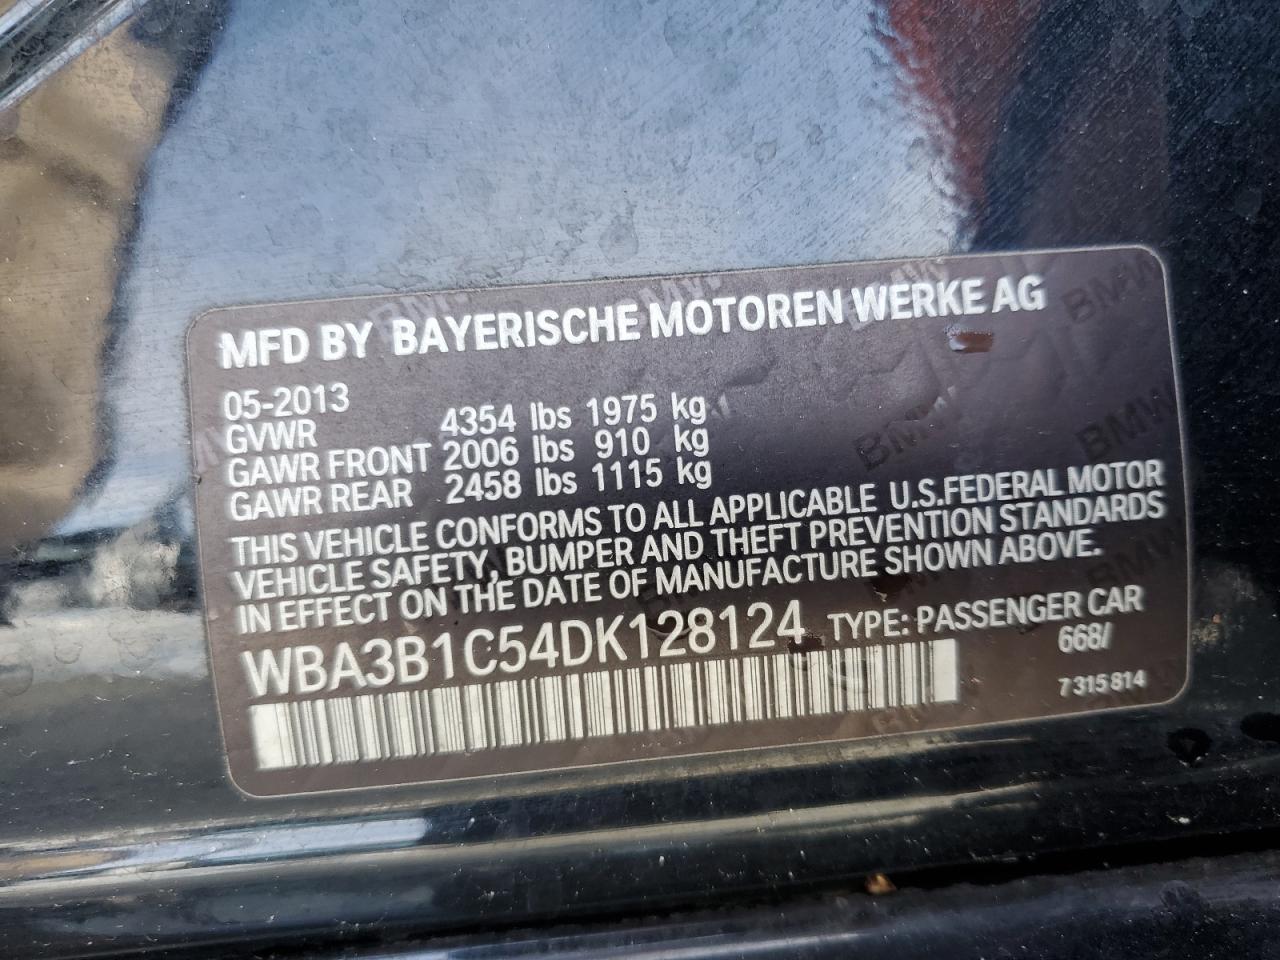 MFD BY BAYERISCHE MOTOREN WERKE AG
05-2013
GVWR 4354 lbs 1975 kg
GAWR FRONT 2006 lbs 910 kg
GAWR REAR 2458 lbs 1115 kg
THIS VEHICLE CONFORMS TO ALL APPLICABLE U.S.FEDERAL MOTOR
VEHICLE SAFETY, BUMPER AND THEFT PREVENTION STANDARDS
IN EFFECT ON THE DATE OF MANUFACTURE SHOWN ABOVE.
WBA3B1C54DK128124 TYPE: PASSENGER CAR
668/
7 315 814